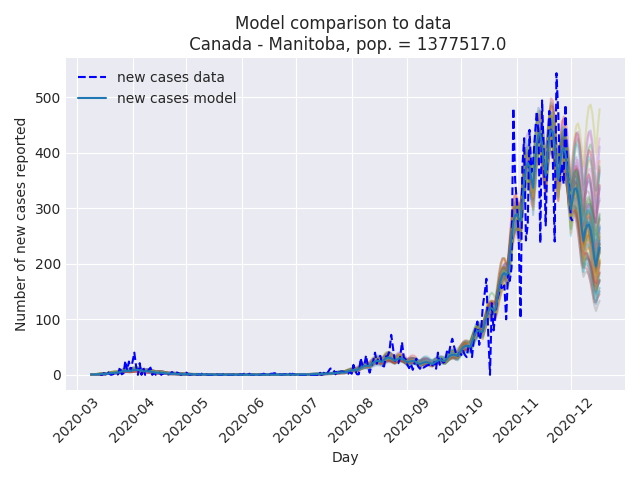 Model comparison to data
Canada - Manitoba, pop. = 1377517.0
new cases data
new cases model
Number of new cases reported
500
400
300
200
100
0
2020-03
2020-04
2020-05
2020-06
2020-07
2020-08
2020-09
2020-10
2020-11
2020-12
Day